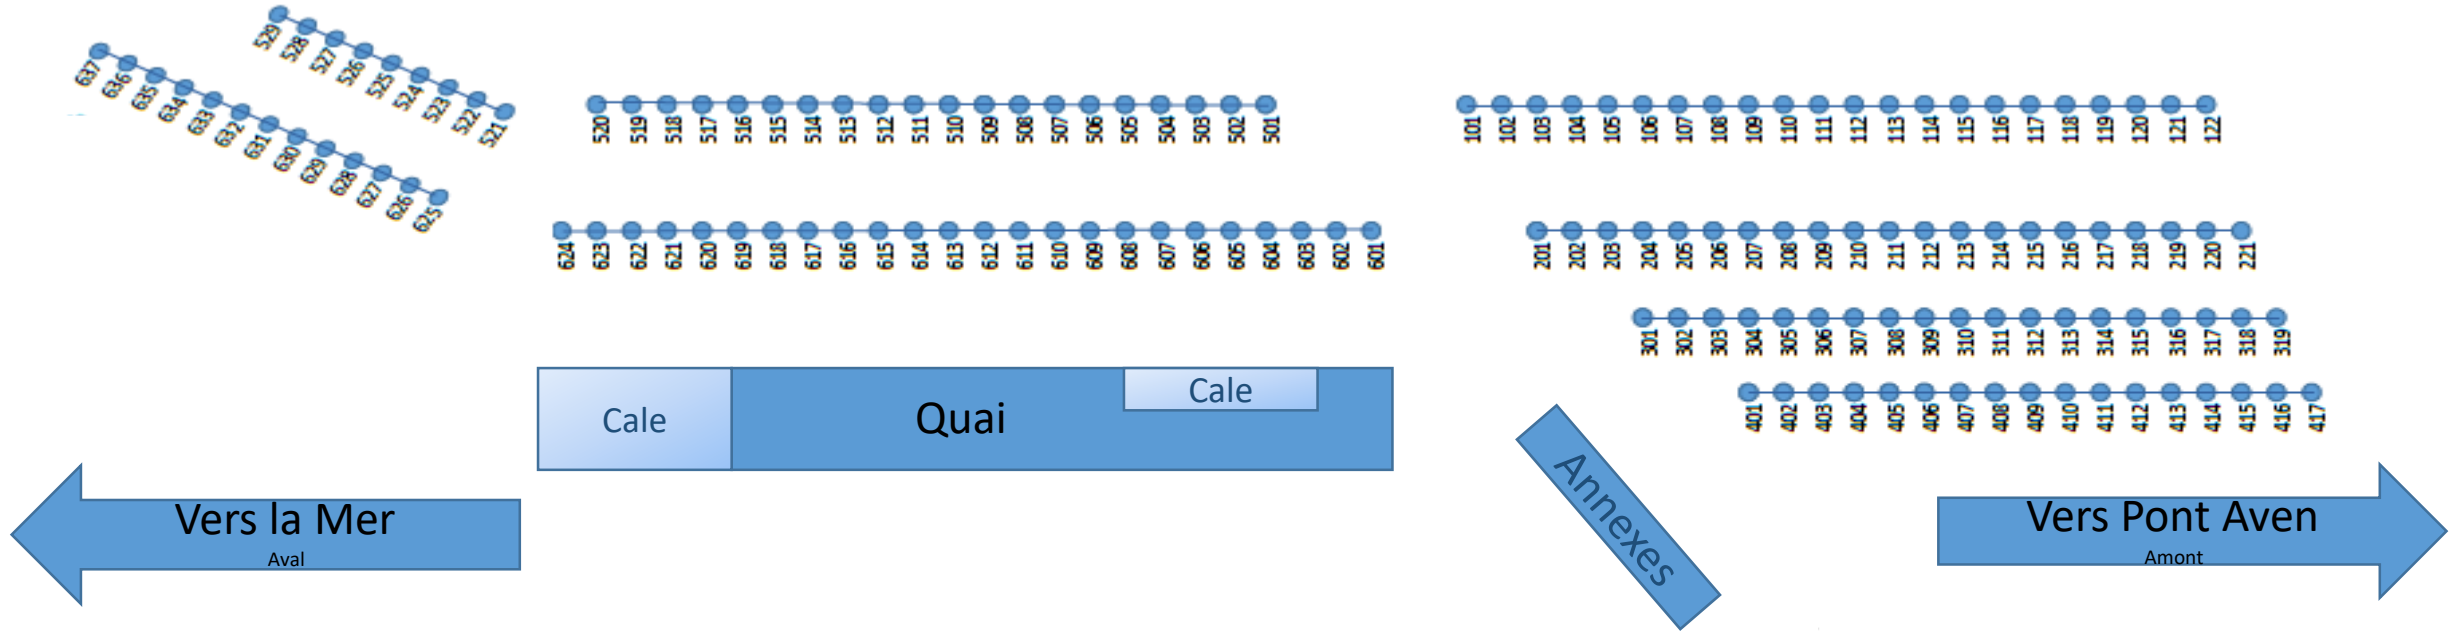 529 528 527 526 525 524 523 522 521
637 636 635 634 633 632 631 630 629 628 627 626 625
520 519 518 517 516 515 514 513 512 511 510 509 508 507 506 505 504 503 502 501
101 102 103 104 105 106 107 108 109 110 111 112 113 114 115 116 117 118 119 120 121 122
624 623 622 621 620 619 618 617 616 615 614 613 612 611 610 609 608 607 606 605 604 603 602 601
201 202 203 204 205 206 207 208 209 210 211 212 213 214 215 216 217 218 219 220 221
301 302 303 304 305 306 307 308 309 310 311 312 313 314 315 316 317 318 319
401 402 403 404 405 406 407 408 409 410 411 412 413 414 415 416 417
Cale
Quai
Cale
Annexes
Vers la Mer
Aval
Vers Pont Aven
Amont